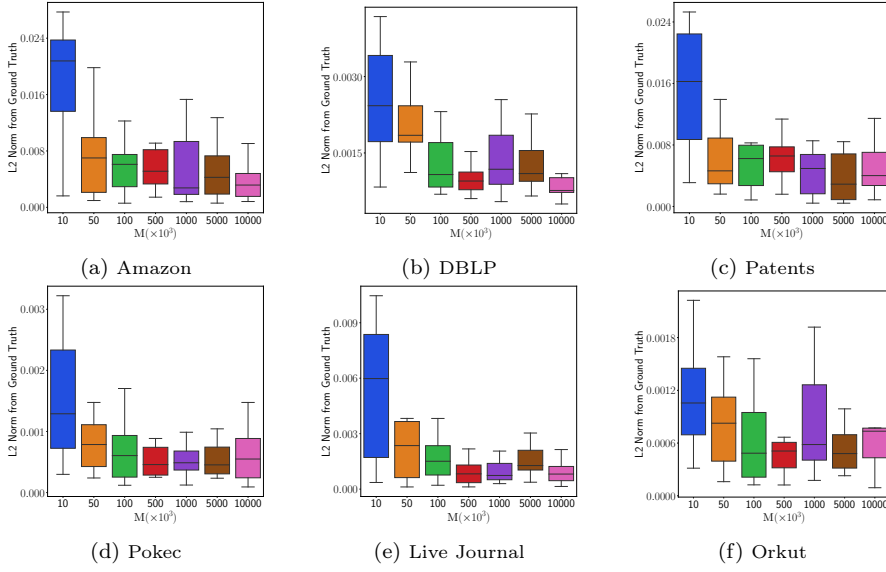 L2 Norm from Ground Truth
0.024
0.016
0.008
0.000
10 50 100 500 1000 5000 10000
M(×10³)
(a) Amazon
L2 Norm from Ground Truth
0.0030
0.0015
10 50 100 500 1000 5000 10000
M(×10³)
(b) DBLP
L2 Norm from Ground Truth
0.024
0.016
0.008
0.000
10 50 100 500 1000 5000 10000
M(×10³)
(c) Patents
L2 Norm from Ground Truth
0.003
0.002
0.001
0.000
10 50 100 500 1000 5000 10000
M(×10³)
(d) Pokec
L2 Norm from Ground Truth
0.009
0.006
0.003
0.000
10 50 100 500 1000 5000 10000
M(×10³)
(e) Live Journal
L2 Norm from Ground Truth
0.0018
0.0012
0.0006
0.0000
10 50 100 500 1000 5000 10000
M(×10³)
(f) Orkut